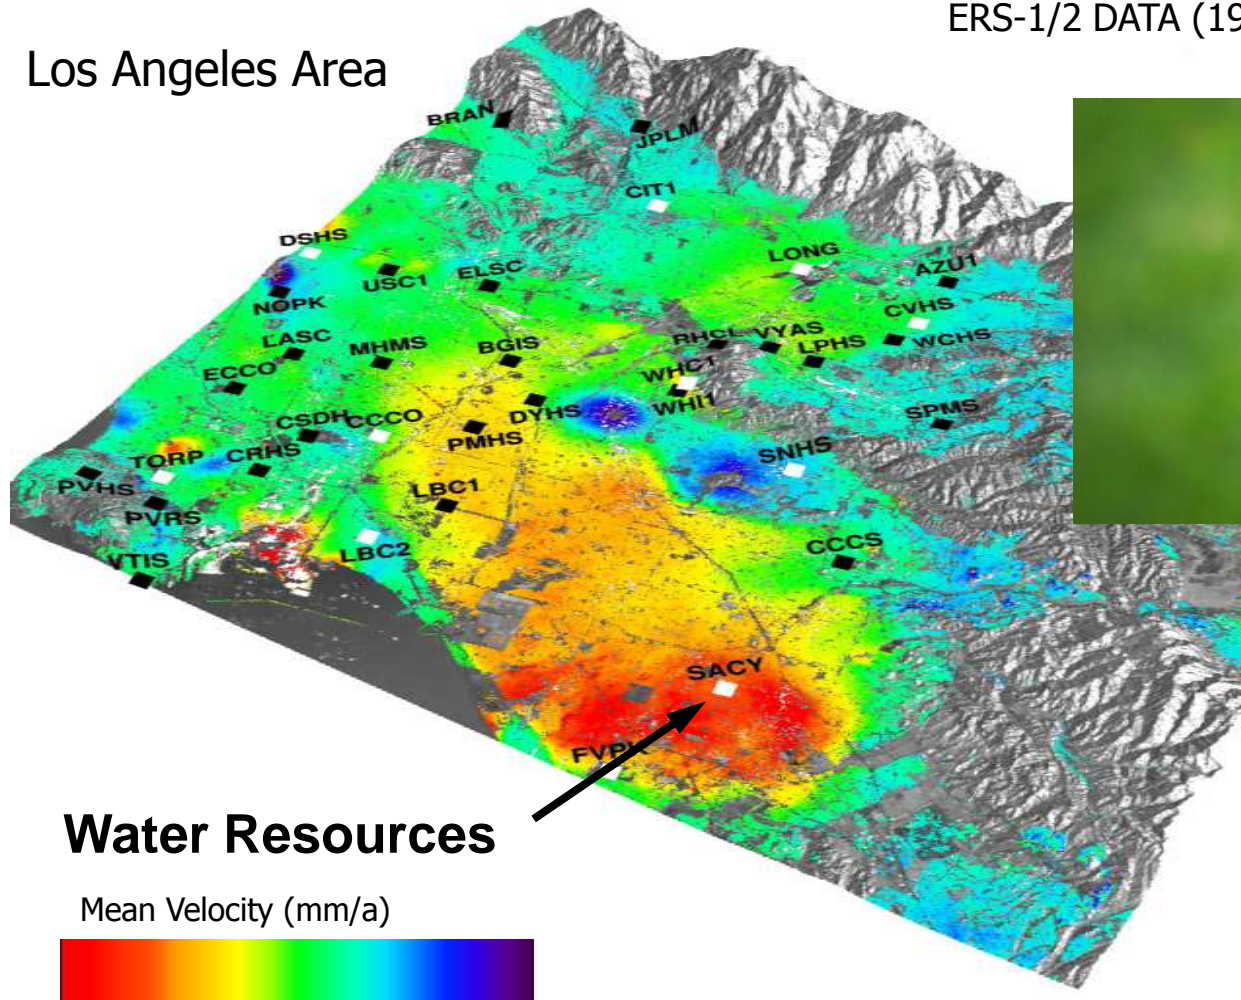 ERS-1/2 DATA (19
Los Angeles Area
BRAN
JPLM
CIT1
DSHS
LONG
USC1
ELSC
AZU1
NOPK
CVHS
LASC
MHMS
BGIS
RHCL
VYAS
LPHS
WCHS
ECCO
WHC1
WHI1
DYHS
CSDH
CCCO
PMHS
SPMS
TORP
CRHS
SNHS
PVHS
LBC1
PVRS
LBC2
CCCS
VTIS
SACY
FVPK
Water Resources
Mean Velocity (mm/a)